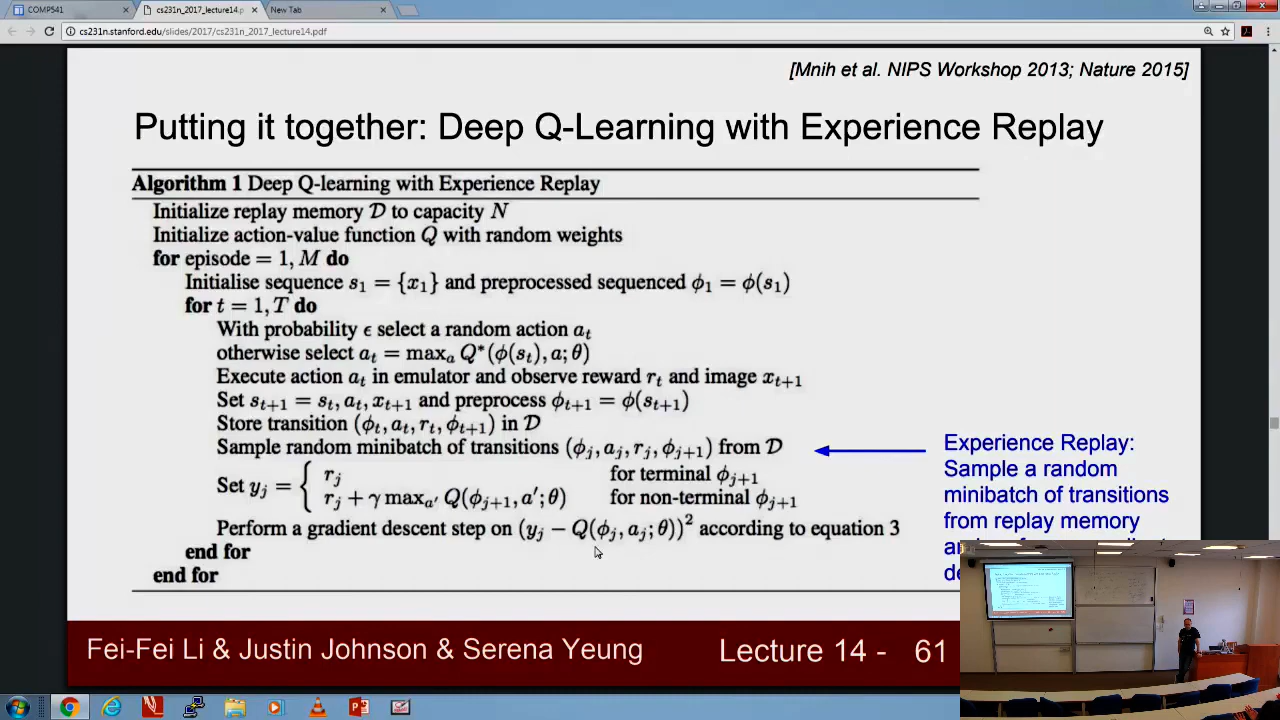 COMP541
cs231n_2017_lecture14.p
New Tab
cs231n.stanford.edu/slides/2017/cs231n_2017_lecture14.pdf
[Mnih et al. NIPS Workshop 2013; Nature 2015]
Putting it together: Deep Q-Learning with Experience Replay
Algorithm 1 Deep Q-learning with Experience Replay
Initialize replay memory 𝒟 to capacity N
Initialize action-value function Q with random weights
for episode = 1, M do
Initialise sequence s₁ = {x₁} and preprocessed sequenced ϕ₁ = ϕ(s₁)
for t = 1, T do
With probability ϵ select a random action aₜ
otherwise select aₜ = maxₐ Q*(ϕ(sₜ), a; θ)
Execute action aₜ in emulator and observe reward rₜ and image xₜ₊₁
Set sₜ₊₁ = sₜ, aₜ, xₜ₊₁ and preprocess ϕₜ₊₁ = ϕ(sₜ₊₁)
Store transition (ϕₜ, aₜ, rₜ, ϕₜ₊₁) in 𝒟
Sample random minibatch of transitions (ϕⱼ, aⱼ, rⱼ, ϕⱼ₊₁) from 𝒟
Set yⱼ = { rⱼ for terminal ϕⱼ₊₁
rⱼ + γ maxₐ′ Q(ϕⱼ₊₁, a′; θ) for non-terminal ϕⱼ₊₁
Perform a gradient descent step on (yⱼ − Q(ϕⱼ, aⱼ; θ))² according to equation 3
end for
end for
Experience Replay:
Sample a random
minibatch of transitions
from replay memory
Fei-Fei Li & Justin Johnson & Serena Yeung
Lecture 14 - 61